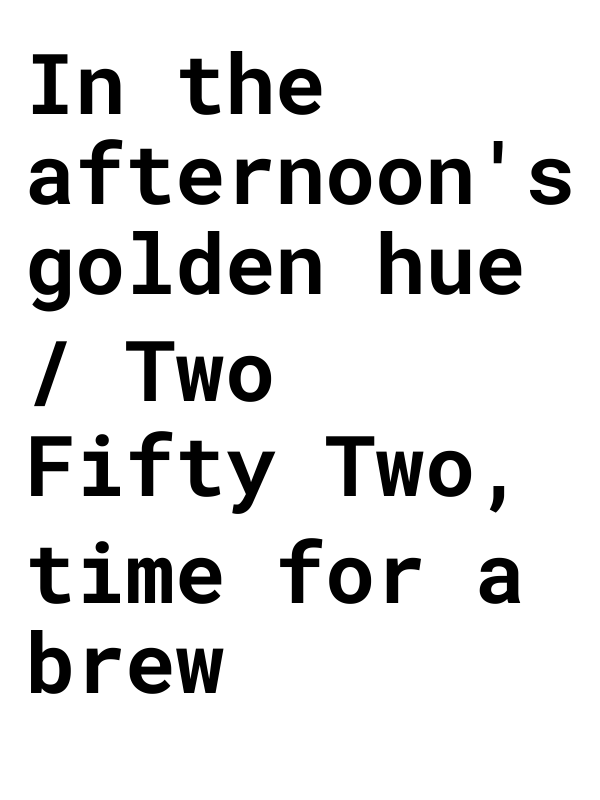 In the
afternoon's
golden hue
/ Two
Fifty Two,
time for a
brew